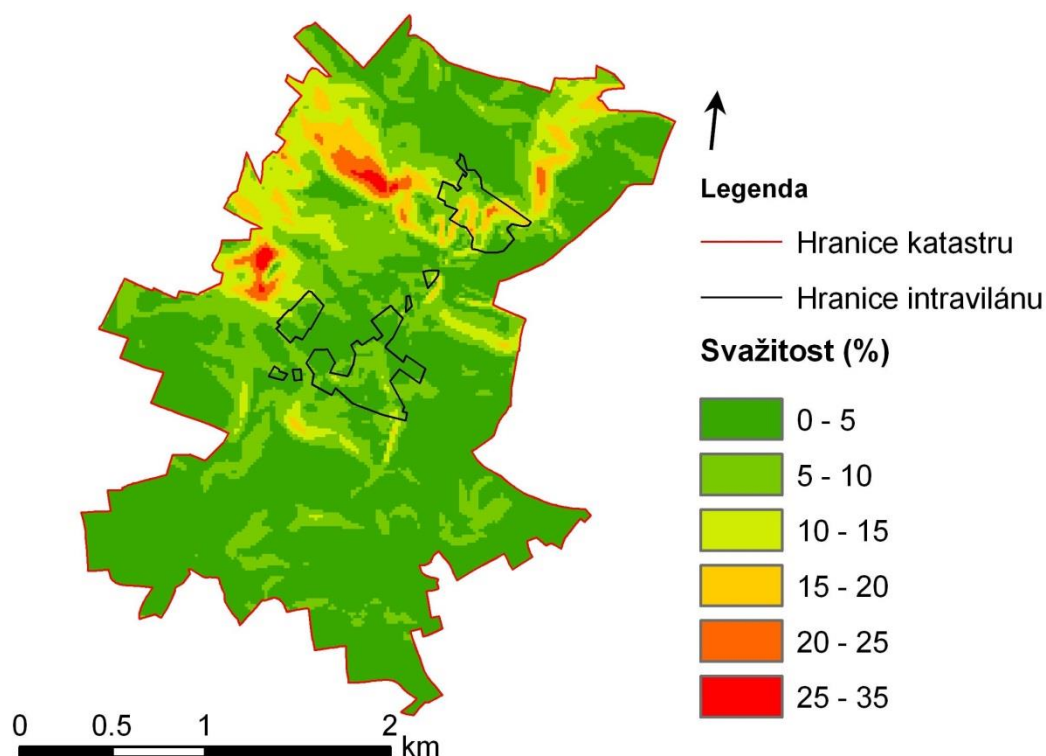 Legenda
Hranice katastru
Hranice intravilánu
Svažitost (%)
0 - 5
5 - 10
10 - 15
15 - 20
20 - 25
25 - 35
0 0.5 1 2
km